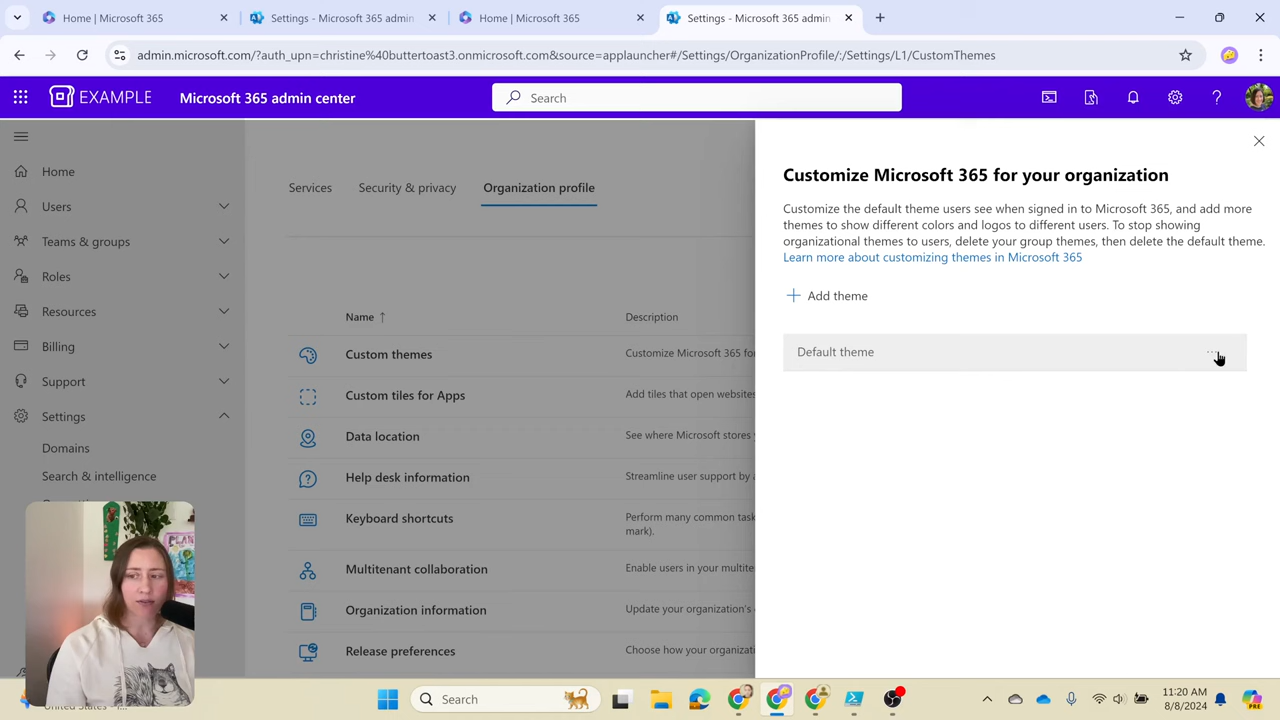 Home | Microsoft 365
Settings - Microsoft 365 admin
Home | Microsoft 365
Settings - Microsoft 365 admin
admin.microsoft.com/?auth_upn=christine%40buttertoast3.onmicrosoft.com&source=applauncher#/Settings/OrganizationProfile/:/Settings/L1/CustomThemes
EXAMPLE
Microsoft 365 admin center
Search
Home
Users
Teams & groups
Roles
Resources
Billing
Support
Settings
Domains
Search & intelligence
Services
Security & privacy
Organization profile
Name ↑
Description
Custom themes
Customize Microsoft 365 fo
Custom tiles for Apps
Add tiles that open websites
Data location
See where Microsoft stores y
Help desk information
Streamline user support by a
Keyboard shortcuts
Perform many common task
mark).
Multitenant collaboration
Enable users in your multite
Organization information
Update your organization's
Release preferences
Choose how your organizati
Customize Microsoft 365 for your organization
Customize the default theme users see when signed in to Microsoft 365, and add more
themes to show different colors and logos to different users. To stop showing
organizational themes to users, delete your group themes, then delete the default theme.
Learn more about customizing themes in Microsoft 365
+ Add theme
Default theme
PLAN
Search
PRE
11:20 AM
8/8/2024